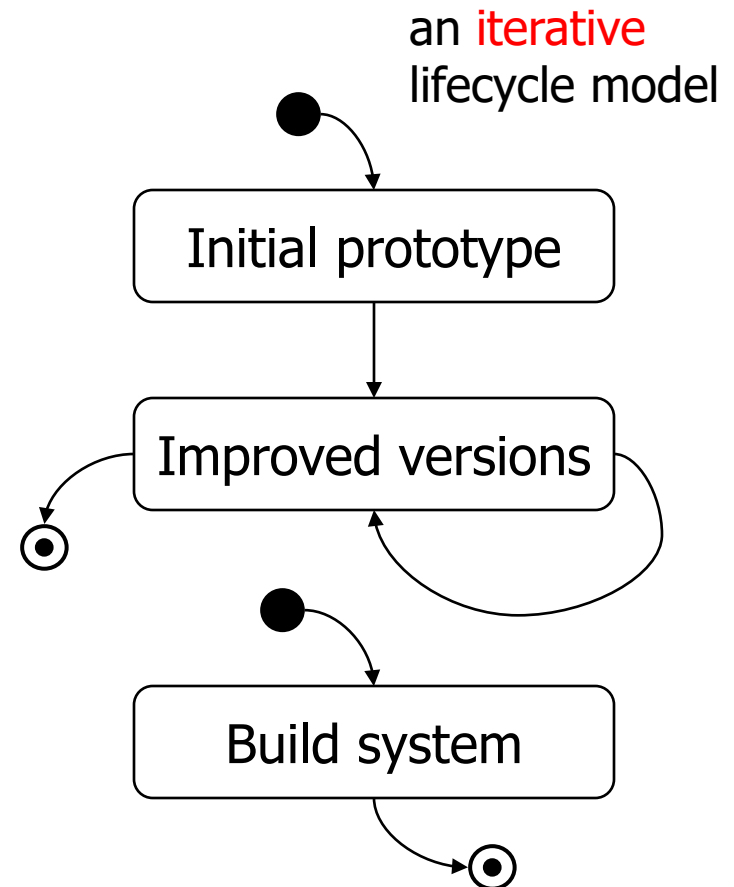 an iterative
lifecycle model
Initial prototype
Improved versions
Build system